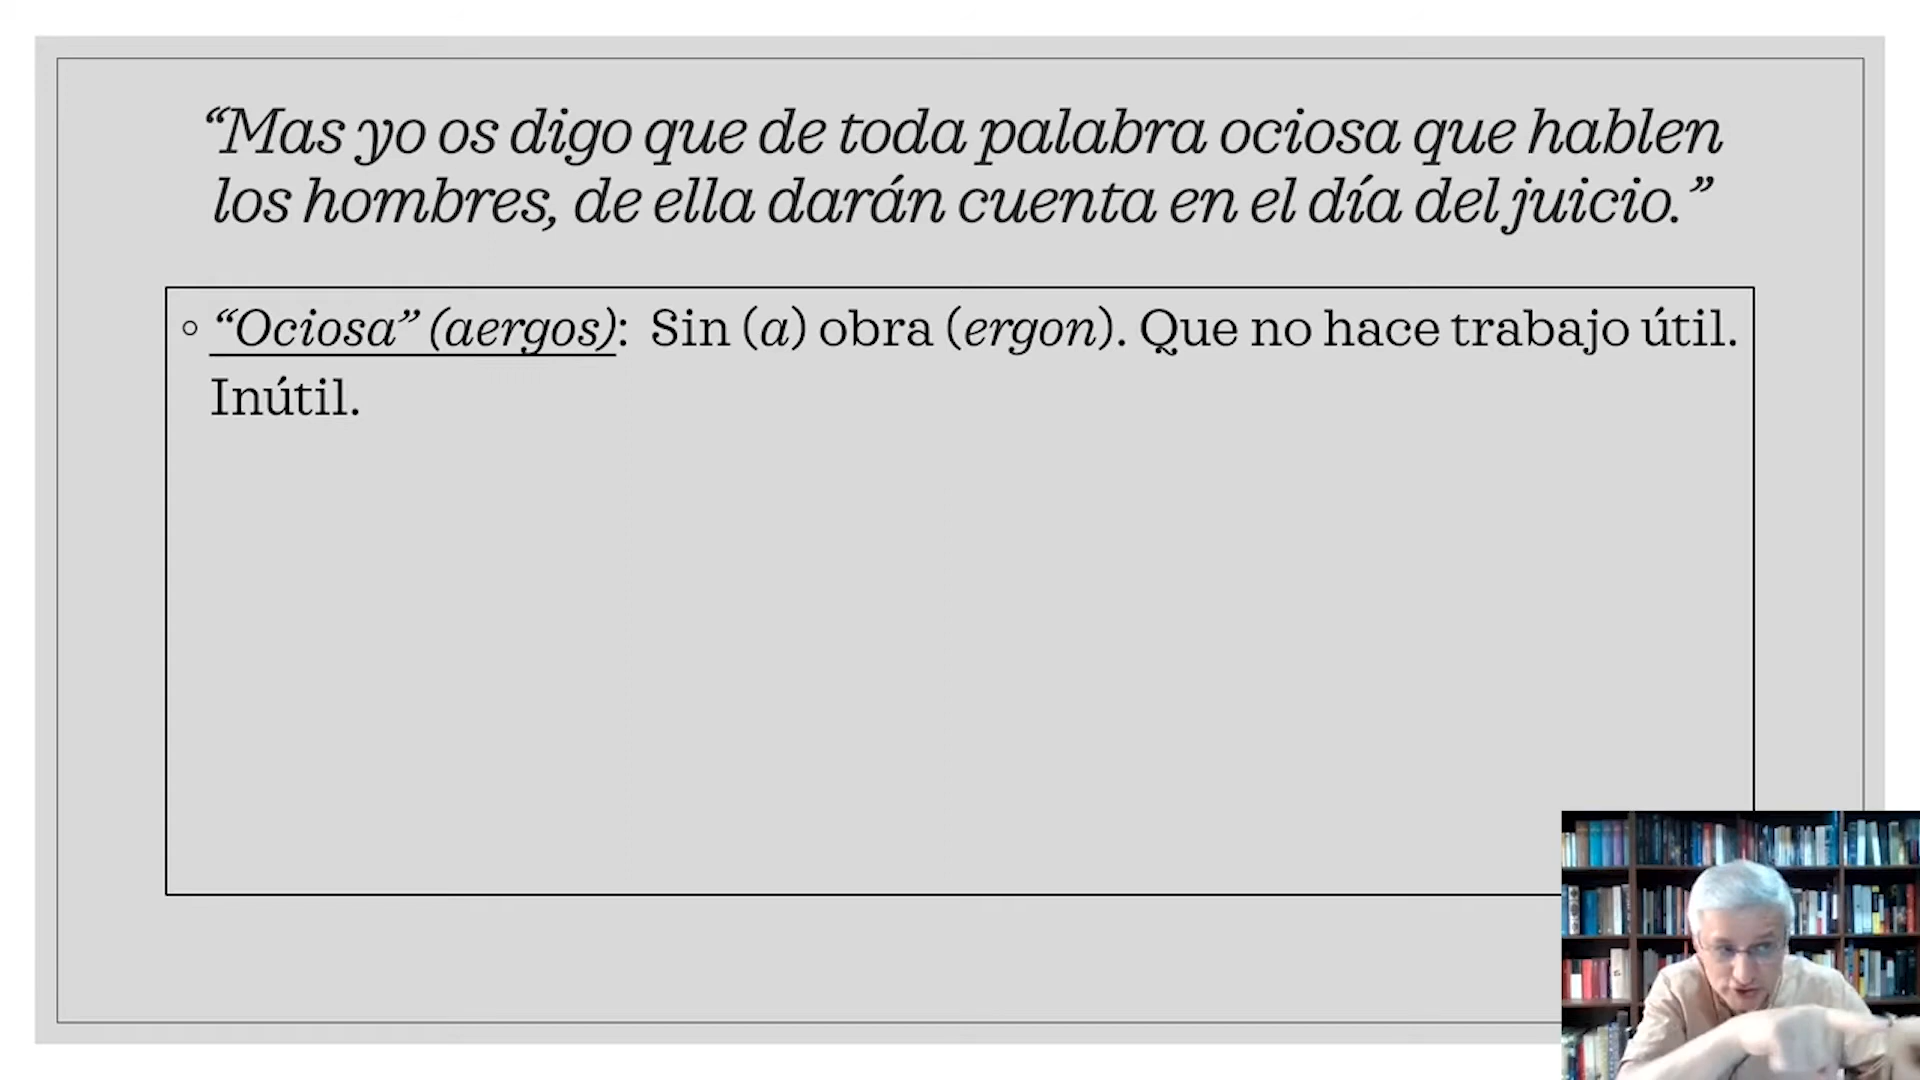 “Mas yo os digo que de toda palabra ociosa que hablen
los hombres, de ella darán cuenta en el día del juicio.”
◦ “Ociosa” (aergos): Sin (a) obra (ergon). Que no hace trabajo útil.
Inútil.